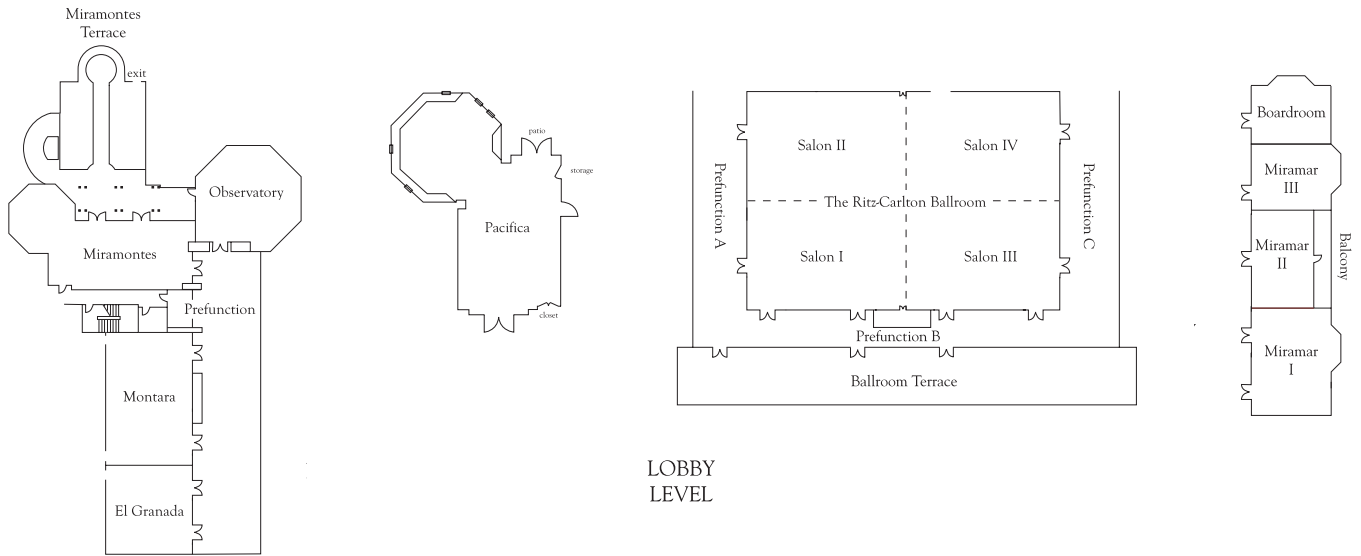 Miramontes
Terrace
exit
Observatory
Miramontes
Prefunction
Montara
El Granada
patio
storage
Pacifica
closet
Salon II
Salon IV
Prefunction A
The Ritz-Carlton Ballroom
Prefunction C
Salon I
Salon III
Prefunction B
Ballroom Terrace
Boardroom
Miramar
III
Miramar
II
Balcony
Miramar
I
LOBBY
LEVEL